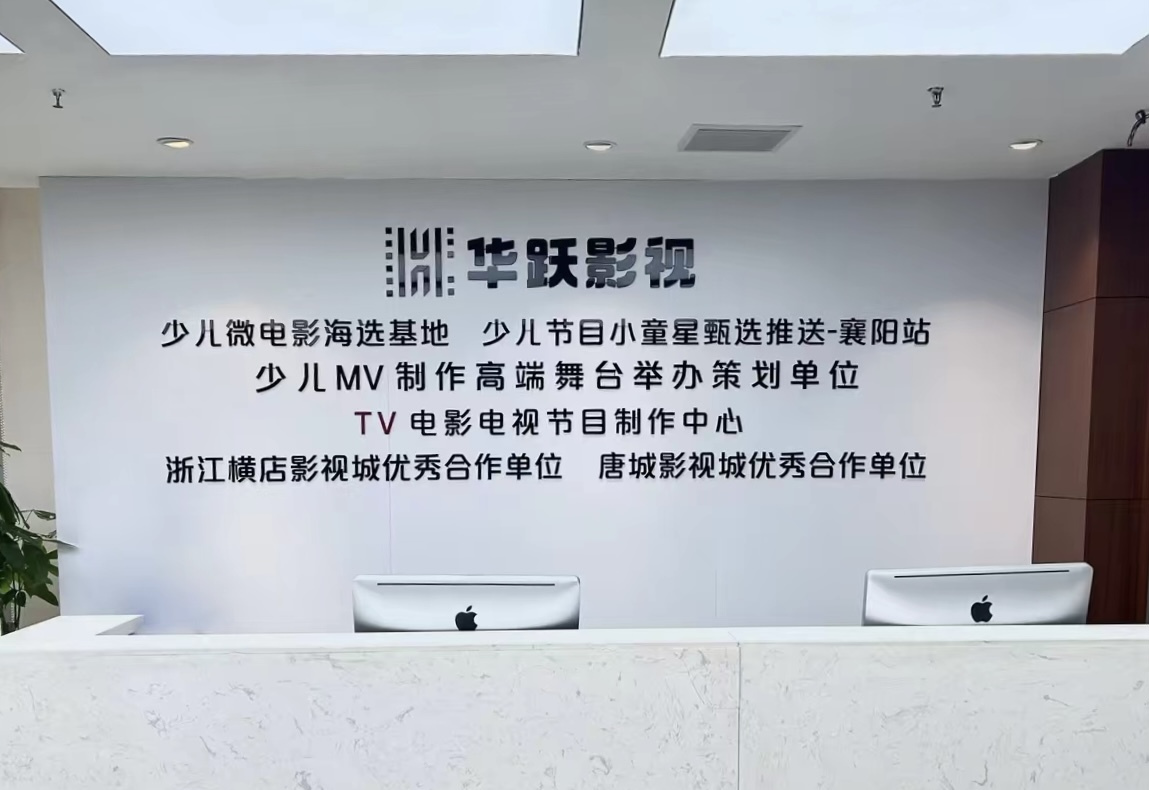 华跃影视
少儿微电影海选基地 少儿节目小童星甄选推送-襄阳站
少儿MV制作高端舞台举办策划单位
TV电影电视节目制作中心
浙江横店影视城优秀合作单位 唐城影视城优秀合作单位